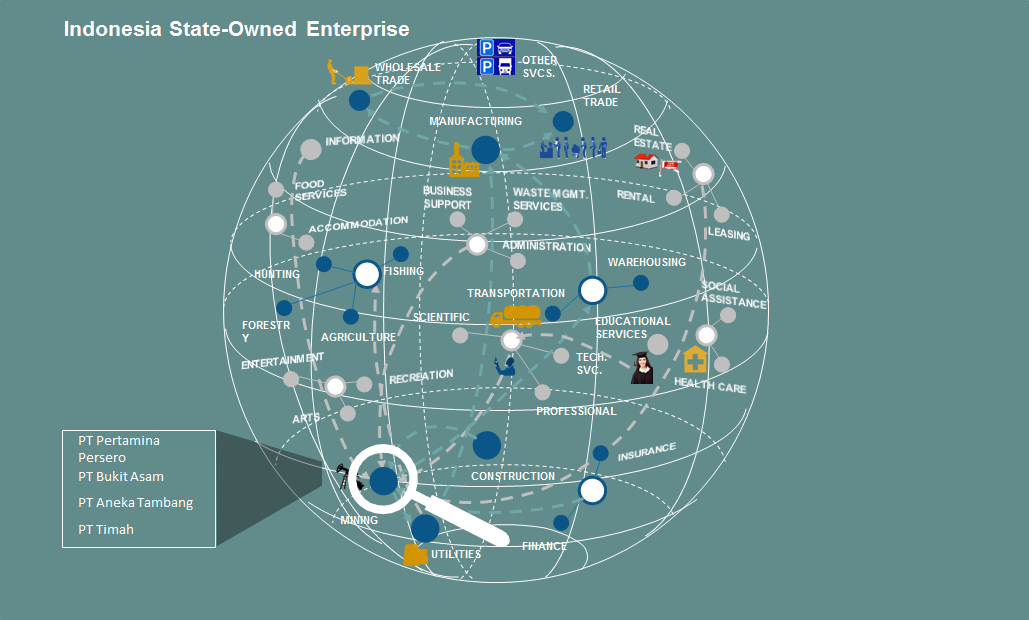 Indonesia State-Owned Enterprise
WHOLESALE
TRADE
P
P
OTHER
SVCS.
RETAIL
TRADE
MANUFACTURING
INFORMATION
REAL
ESTATE
FOOD
SERVICES
BUSINESS
SUPPORT
WASTE MGMT.
SERVICES
RENTAL
ACCOMMODATION
LEASING
ADMINISTRATION
HUNTING
FISHING
WAREHOUSING
TRANSPORTATION
SOCIAL
ASSISTANCE
FORESTR
Y
AGRICULTURE
SCIENTIFIC
EDUCATIONAL
SERVICES
ENTERTAINMENT
TECH.
SVC.
RECREATION
HEALTH CARE
ARTS
PROFESSIONAL
PT Pertamina
Persero
PT Bukit Asam
PT Aneka Tambang
PT Timah
INSURANCE
CONSTRUCTION
MINING
FINANCE
UTILITIES